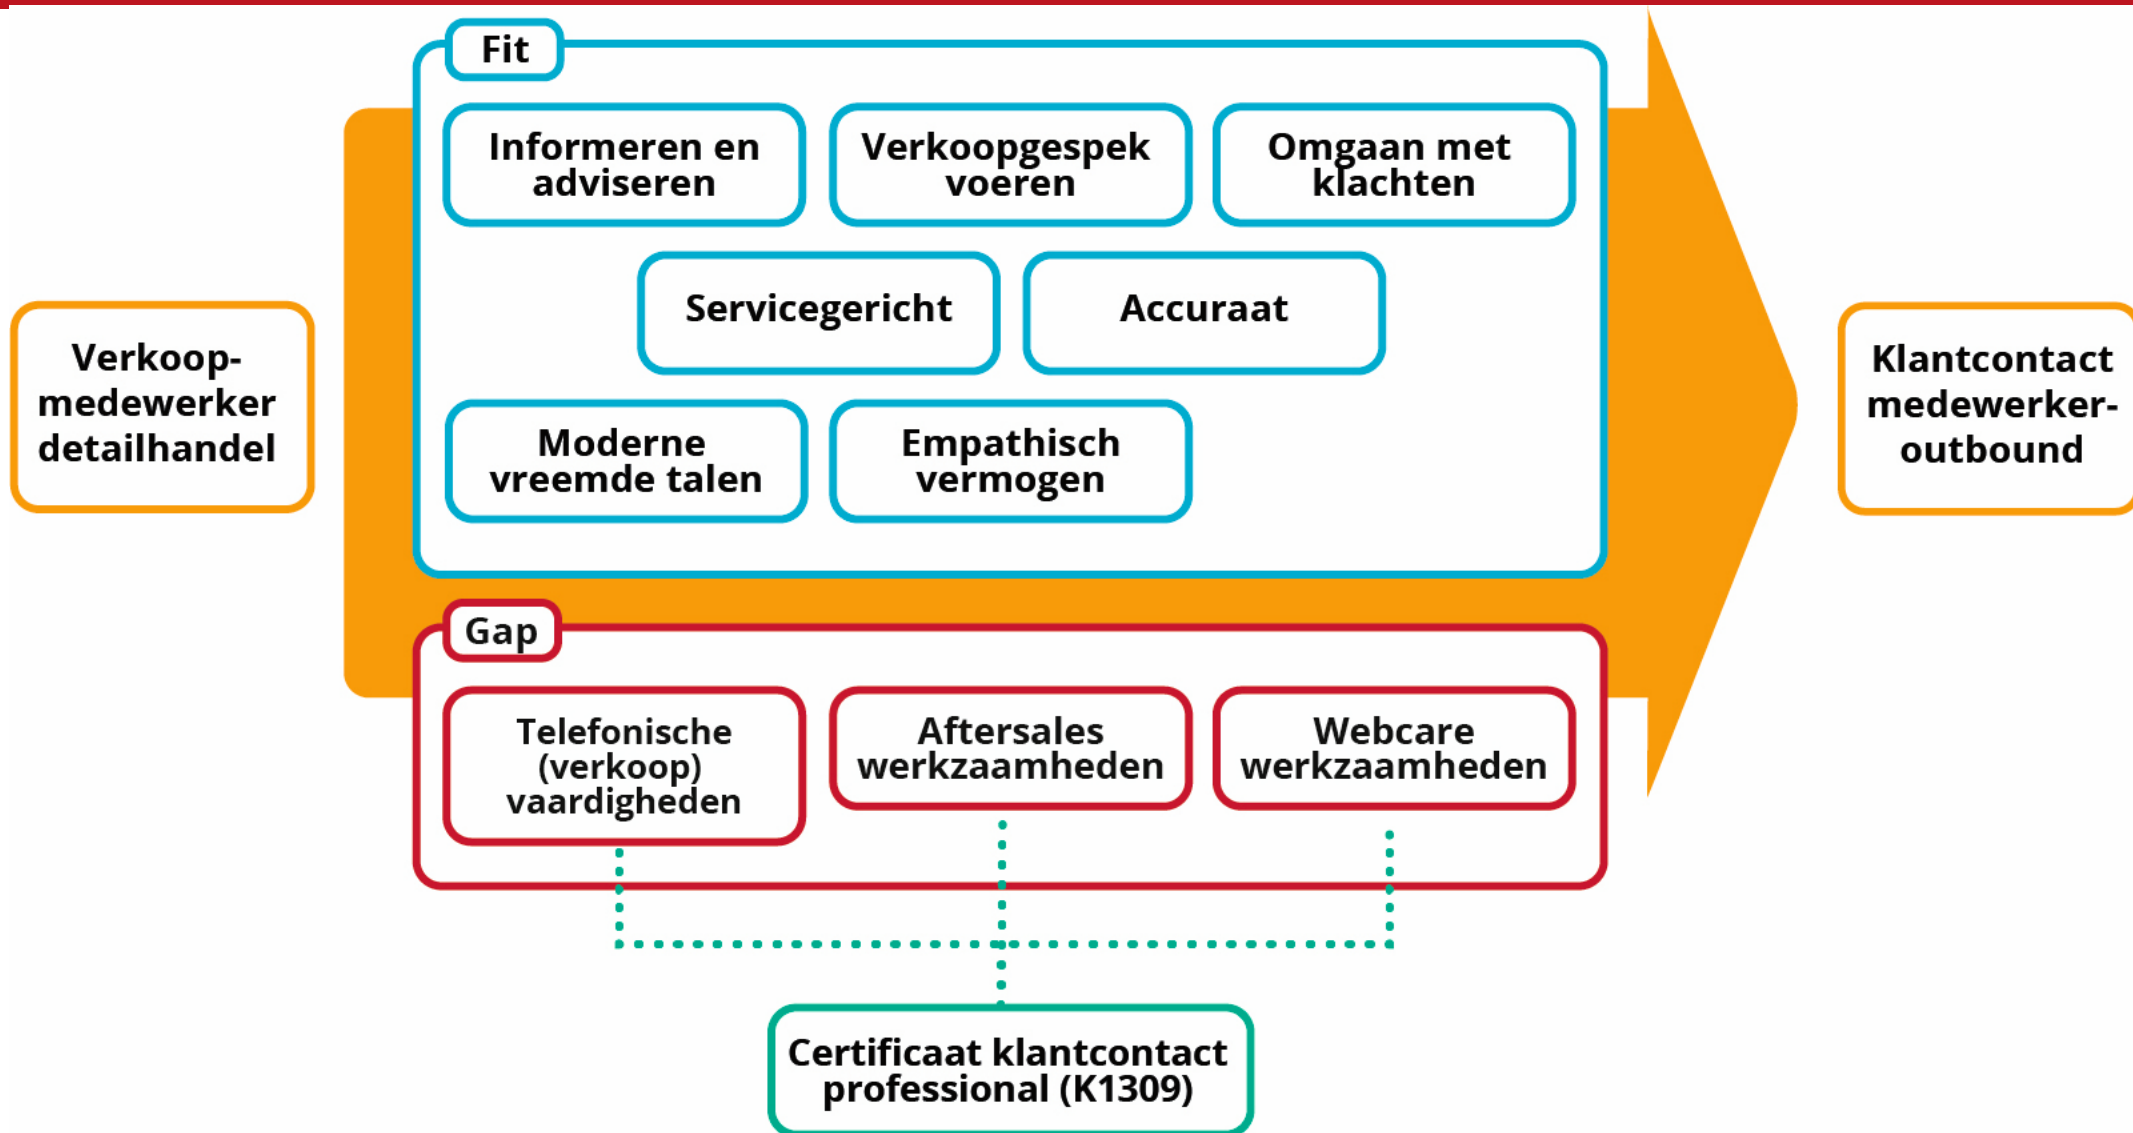 Fit
Informeren en
adviseren
Verkoopgespek
voeren
Omgaan met
klachten
Servicegericht
Accuraat
Moderne
vreemde talen
Empathisch
vermogen
Verkoop-
medewerker
detailhandel
Klantcontact
medewerker-
outbound
Gap
Telefonische
(verkoop)
vaardigheden
Aftersales
werkzaamheden
Webcare
werkzaamheden
Certificaat klantcontact
professional (K1309)